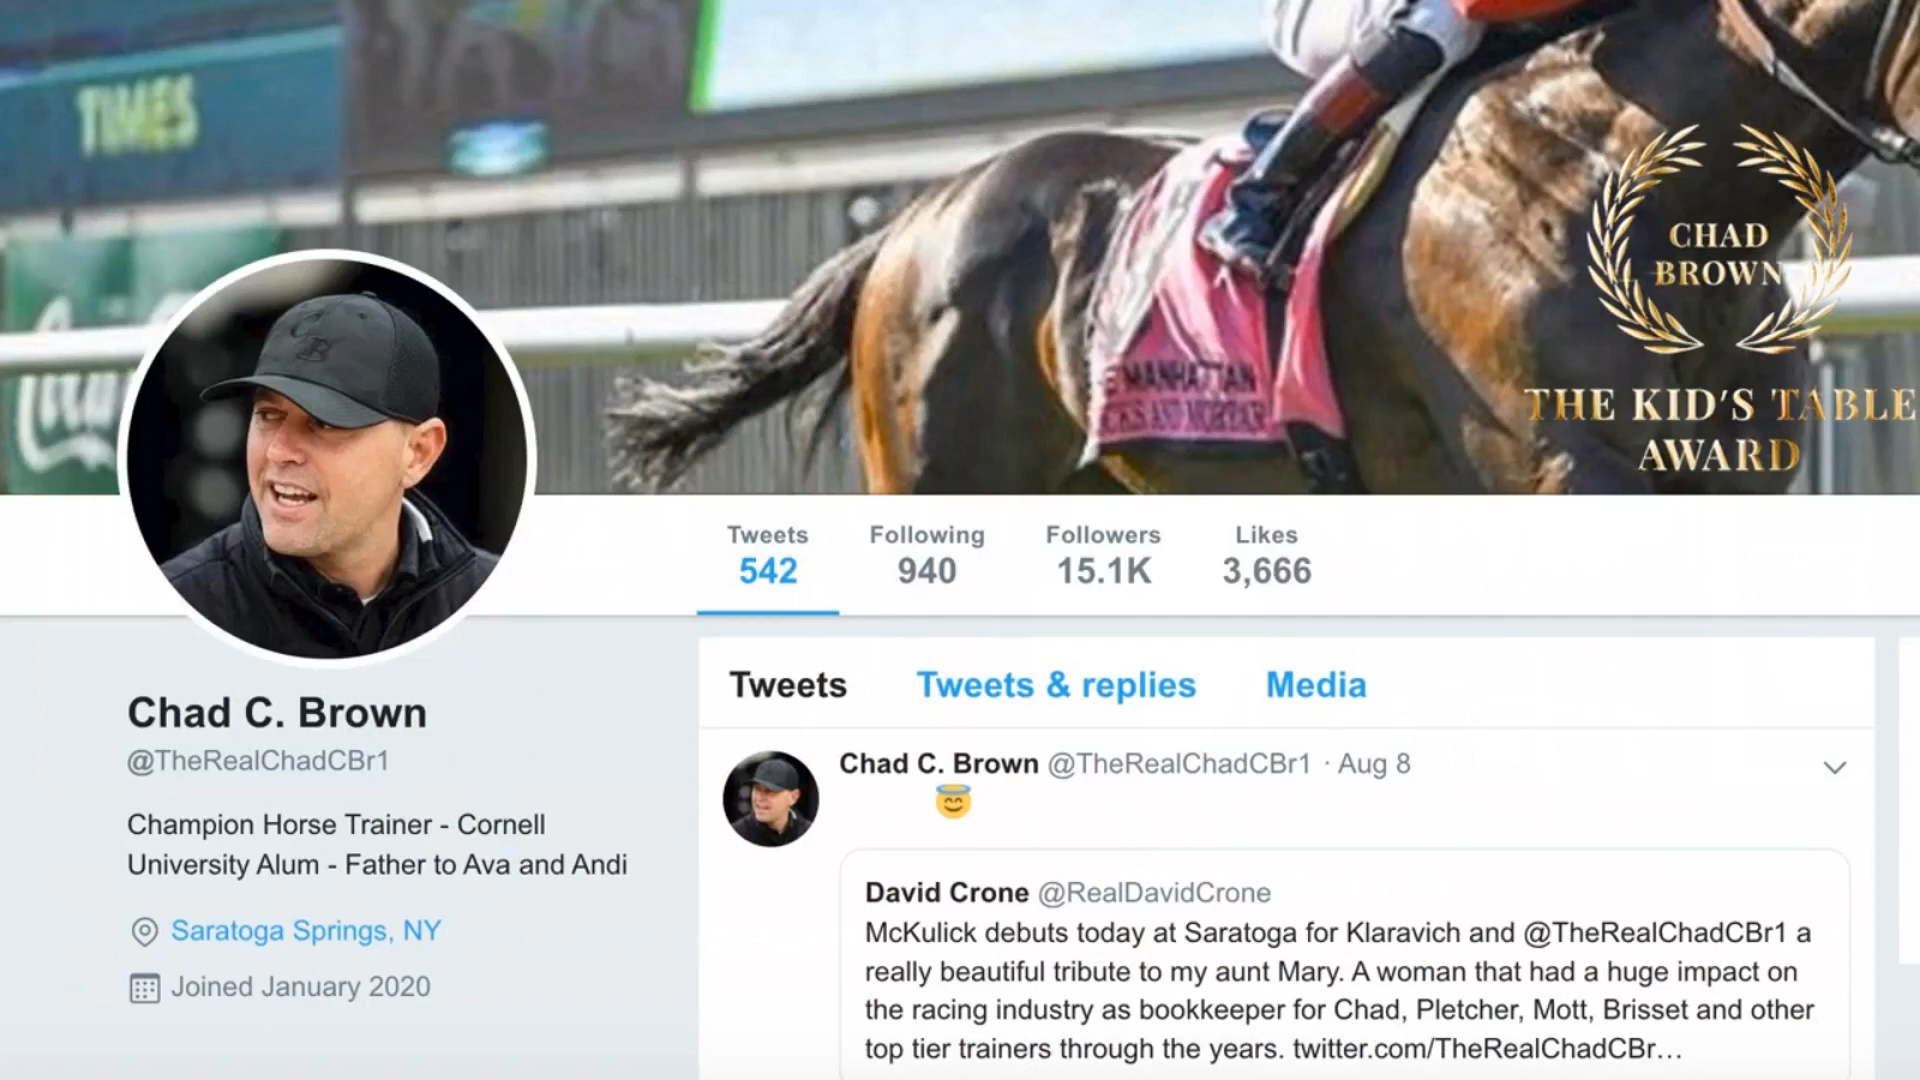 TIMES
CHAD
BROWN
THE KID'S TABLE
AWARD
MANHATTAN
C
B
Tweets
542
Following
940
Followers
15.1K
Likes
3,666
Chad C. Brown
@TheRealChadCBr1
Champion Horse Trainer - Cornell
University Alum - Father to Ava and Andi
Saratoga Springs, NY
Joined January 2020
Tweets
Tweets & replies
Media
Chad C. Brown @TheRealChadCBr1 · Aug 8
David Crone @RealDavidCrone
McKulick debuts today at Saratoga for Klaravich and @TheRealChadCBr1 a
really beautiful tribute to my aunt Mary. A woman that had a huge impact on
the racing industry as bookkeeper for Chad, Pletcher, Mott, Brisset and other
top tier trainers through the years. twitter.com/TheRealChadCBr…